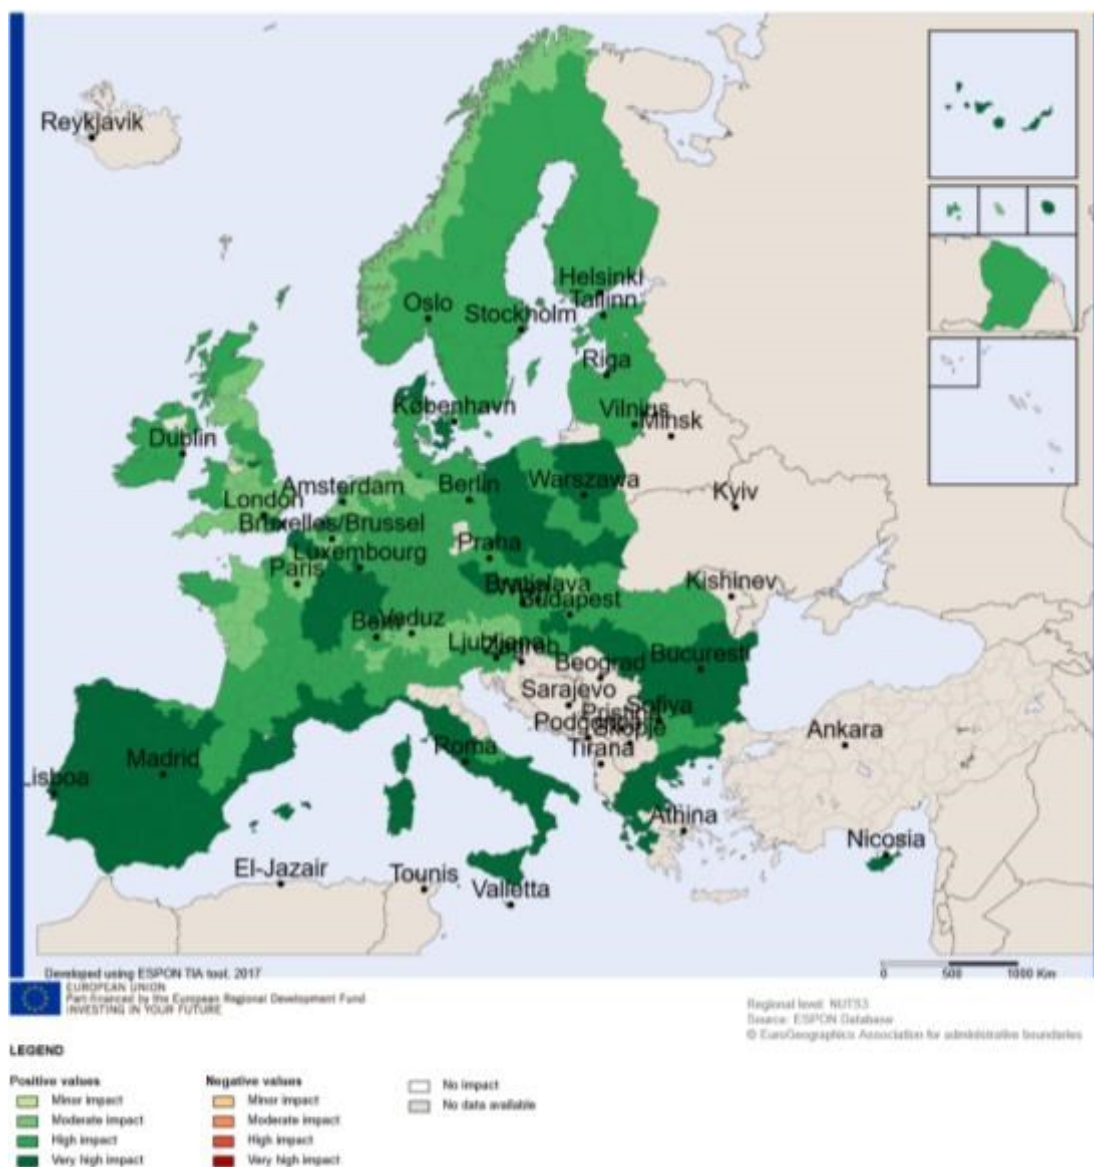 Reykjavik
Helsinki
Tallinn
Oslo
Stockholm
Riga
København
Vilnius
Minsk
Dublin
Amsterdam
Berlin
Warszawa
London
Kyiv
Bruxelles/Brussel
Praha
Luxembourg
Paris
Bratislava
Kishinev
Budapest
Vaduz
Bern
Ljubljana
Zagreb
Beograd
Bucuresti
Sarajevo
Sofiya
Podgorica
Skopje
Ankara
Madrid
Roma
Tirana
Lisboa
Athina
Nicosia
El-Jazair
Tounis
Valletta
Developed using ESPON TIA tool, 2017
0 500 1000 Km
EUROPEAN UNION
Part-financed by the European Regional Development Fund
INVESTING IN YOUR FUTURE
Regional level: NUTS3
Source: ESPON Database
© EuroGeographics Association for administrative boundaries
LEGEND
Positive values
Minor impact
Moderate impact
High impact
Very high impact
Negative values
Minor impact
Moderate impact
High impact
Very high impact
No impact
No data available